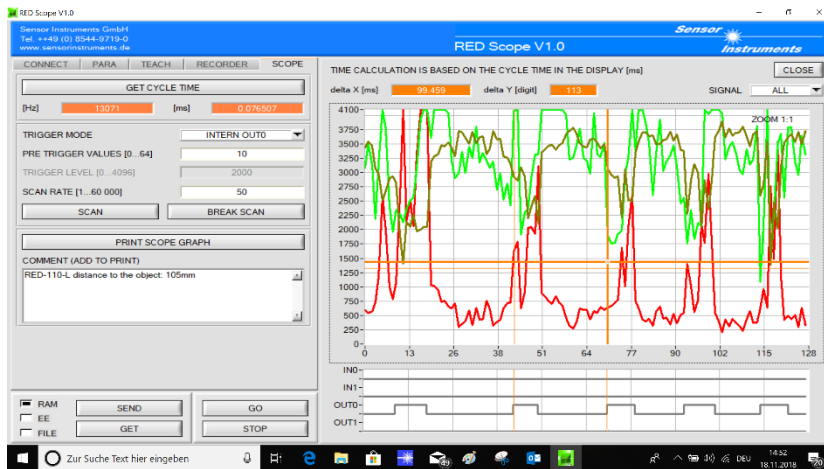 RED Scope V1.0
Sensor Instruments GmbH
Tel. ++49 (0) 8544-9719-0
www.sensorinstruments.de
RED Scope V1.0
Sensor
Instruments
CONNECT PARA TEACH RECORDER SCOPE
GET CYCLE TIME
[Hz] 13071 [ms] 0.076507
TRIGGER MODE INTERN OUT0
PRE TRIGGER VALUES [0...64] 10
TRIGGER LEVEL [0...4096] 2000
SCAN RATE [1...60 000] 50
SCAN BREAK SCAN
PRINT SCOPE GRAPH
COMMENT (ADD TO PRINT)
RED-110-L distance to the object: 105mm
RAM
EE
FILE
SEND GO
GET STOP
TIME CALCULATION IS BASED ON THE CYCLE TIME IN THE DISPLAY [ms] CLOSE
delta X [ms] 99.459 delta Y [digit] 113 SIGNAL ALL
ZOOM 1:1
4100
3750
3500
3250
3000
2750
2500
2250
2000
1750
1500
1250
1000
750
500
250
0
0 13 26 38 51 64 77 90 102 115 128
IN0
IN1
OUT0
OUT1
Zur Suche Text hier eingeben
49
DEU
14:52
18.11.2018
20